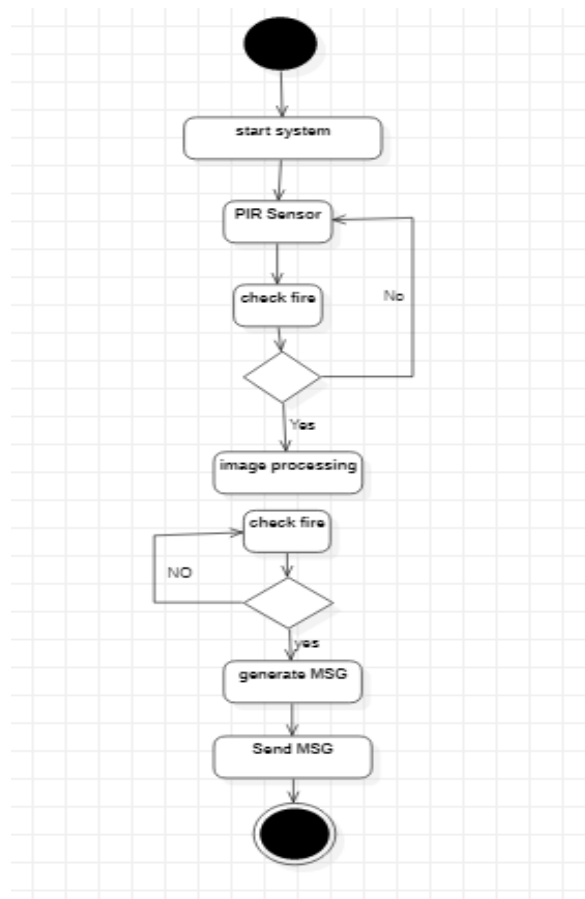 start system
PIR Sensor
check fire
No
Yes
image processing
check fire
NO
yes
generate MSG
Send MSG